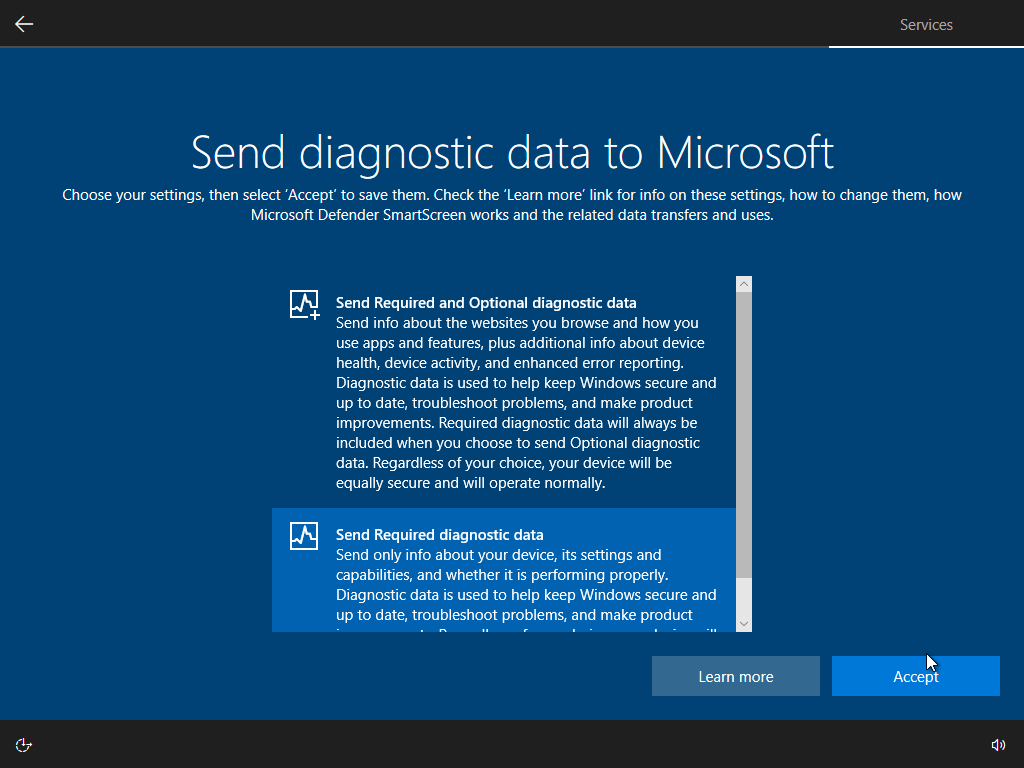 Services
Send diagnostic data to Microsoft
Choose your settings, then select ‘Accept’ to save them. Check the ‘Learn more’ link for info on these settings, how to change them, how
Microsoft Defender SmartScreen works and the related data transfers and uses.
Send Required and Optional diagnostic data
Send info about the websites you browse and how you
use apps and features, plus additional info about device
health, device activity, and enhanced error reporting.
Diagnostic data is used to help keep Windows secure and
up to date, troubleshoot problems, and make product
improvements. Required diagnostic data will always be
included when you choose to send Optional diagnostic
data. Regardless of your choice, your device will be
equally secure and will operate normally.
Send Required diagnostic data
Send only info about your device, its settings and
capabilities, and whether it is performing properly.
Diagnostic data is used to help keep Windows secure and
up to date, troubleshoot problems, and make product
Learn more
Accept